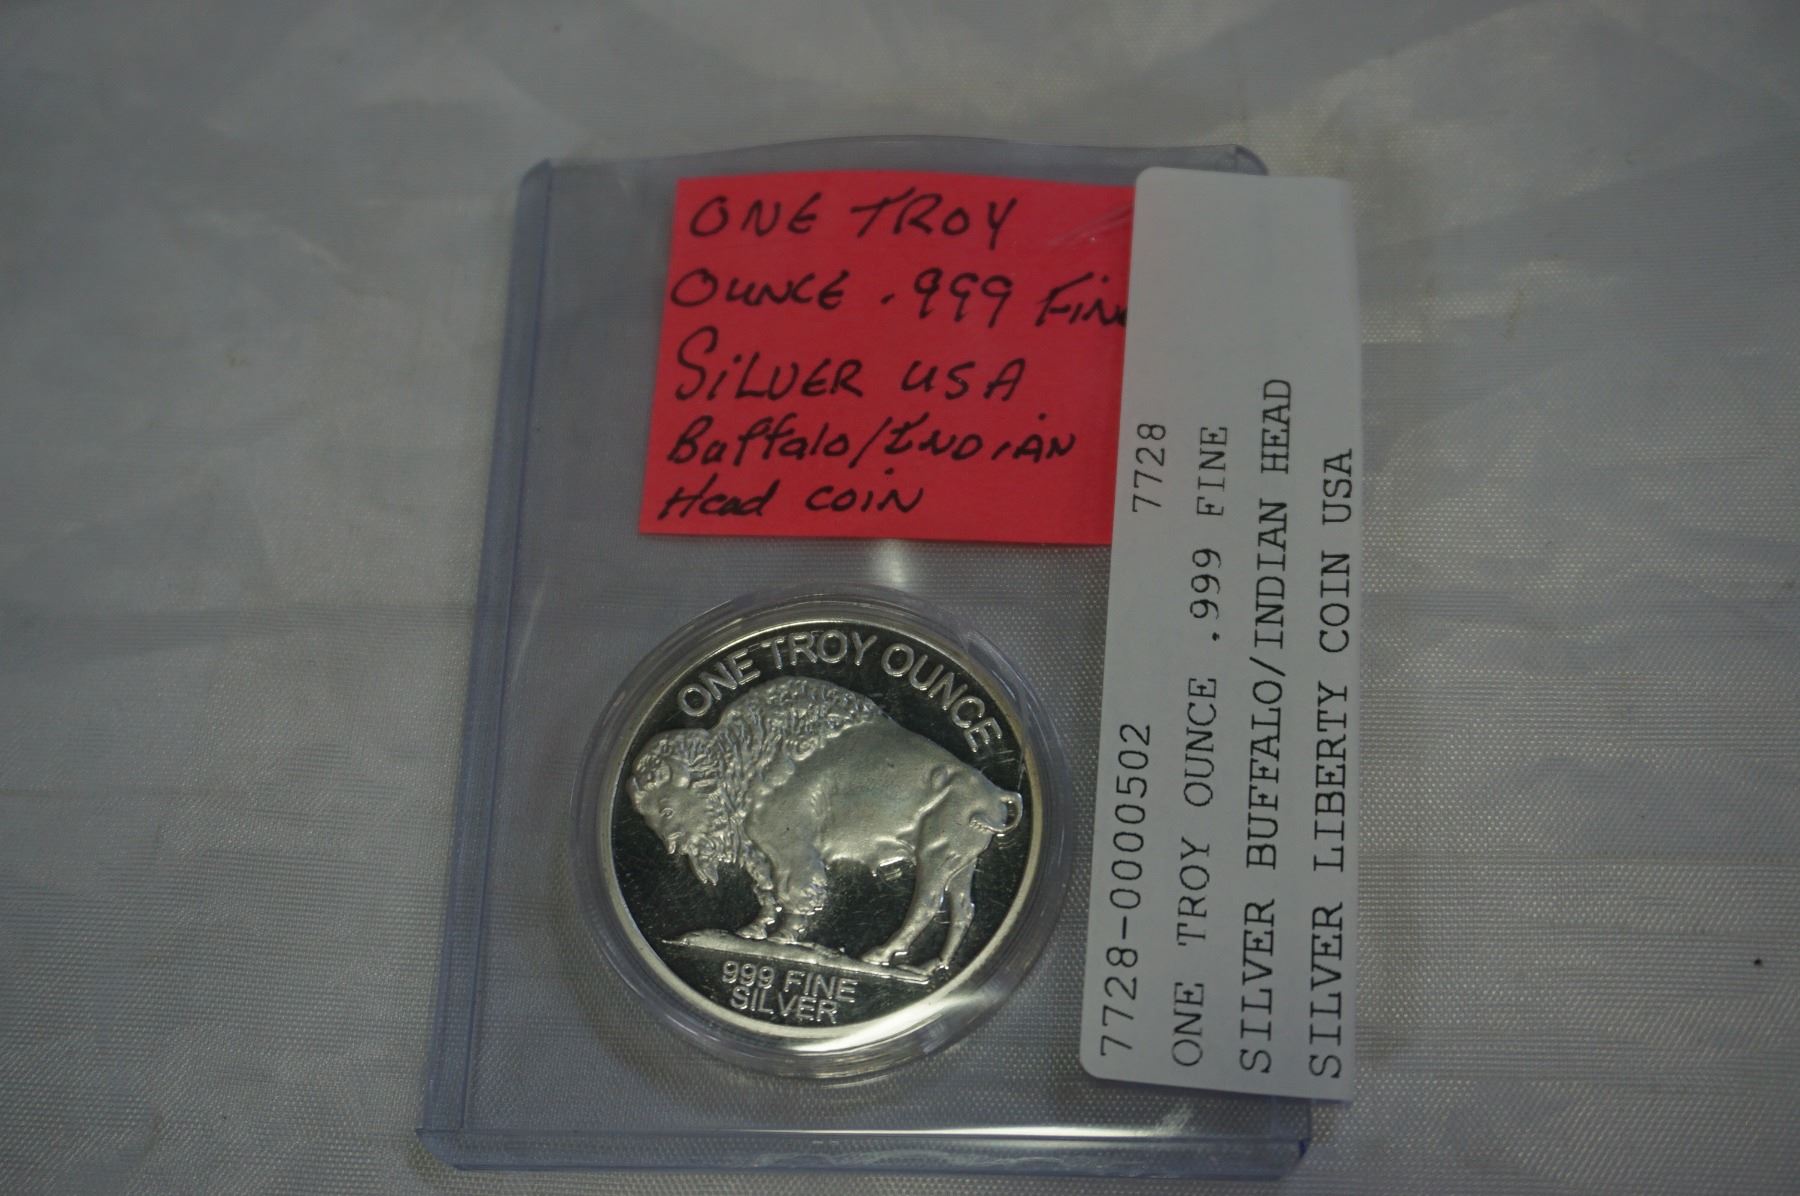 ONE TROY
OUNCE .999 FINE
SILVER USA
Buffalo/INDIAN
Head COIN
ONE TROY OUNCE
999 FINE
SILVER
7728-0000502 7728
ONE TROY OUNCE .999 FINE
SILVER BUFFALO/INDIAN HEAD
SILVER LIBERTY COIN USA